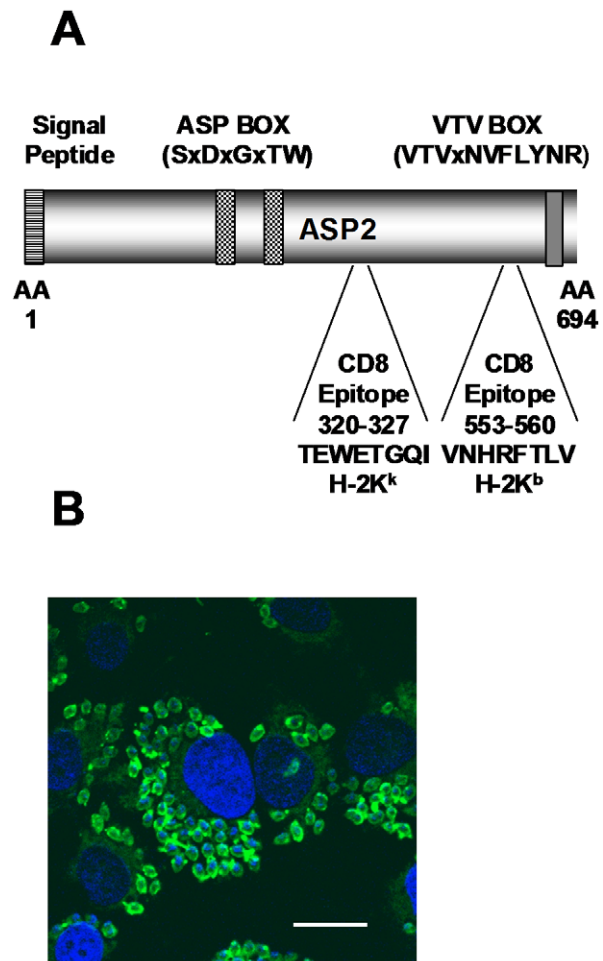 A
Signal Peptide
ASP BOX (SxDxGxTW)
VTV BOX (VTVxNVFLYNR)
ASP2
AA 1
AA 694
CD8 Epitope 320-327 TEWETGQI H-2Kᵏ
CD8 Epitope 553-560 VNHRFTLV H-2Kᵇ
B